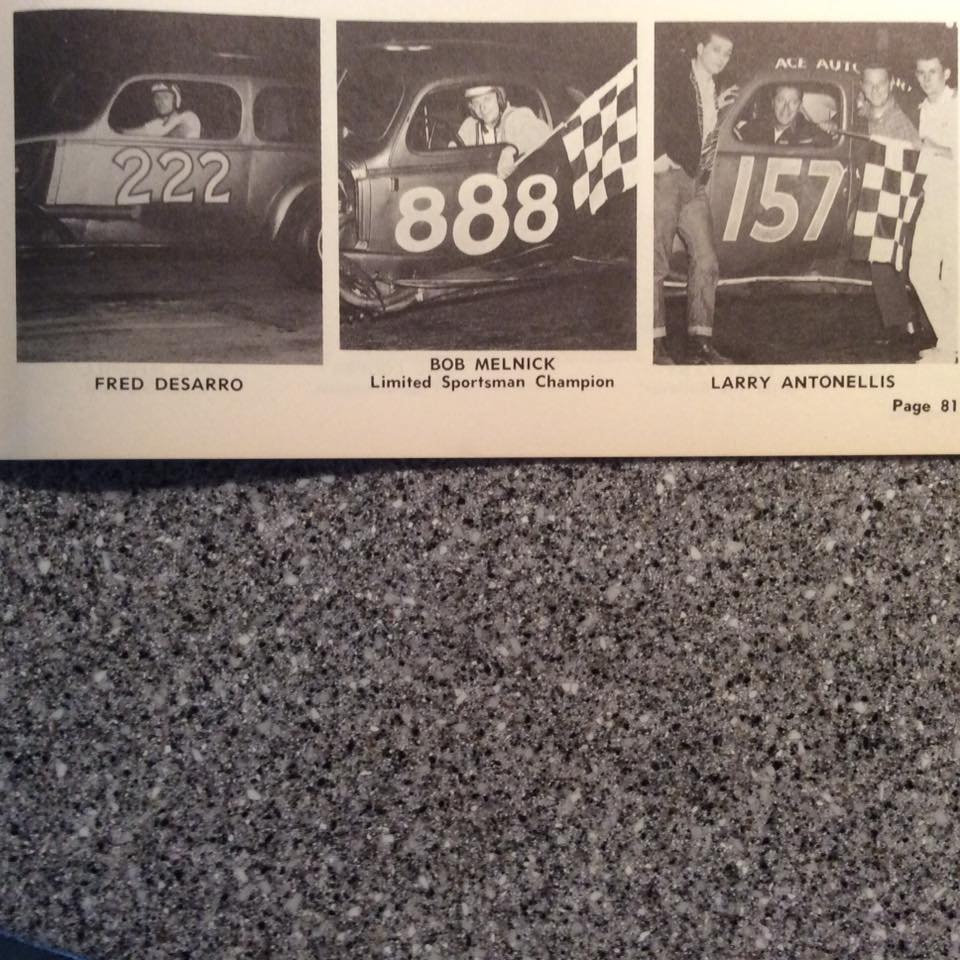 222
FRED DESARRO
888
BOB MELNICK
Limited Sportsman Champion
ACE AUTO
157
LARRY ANTONELLIS
Page 81